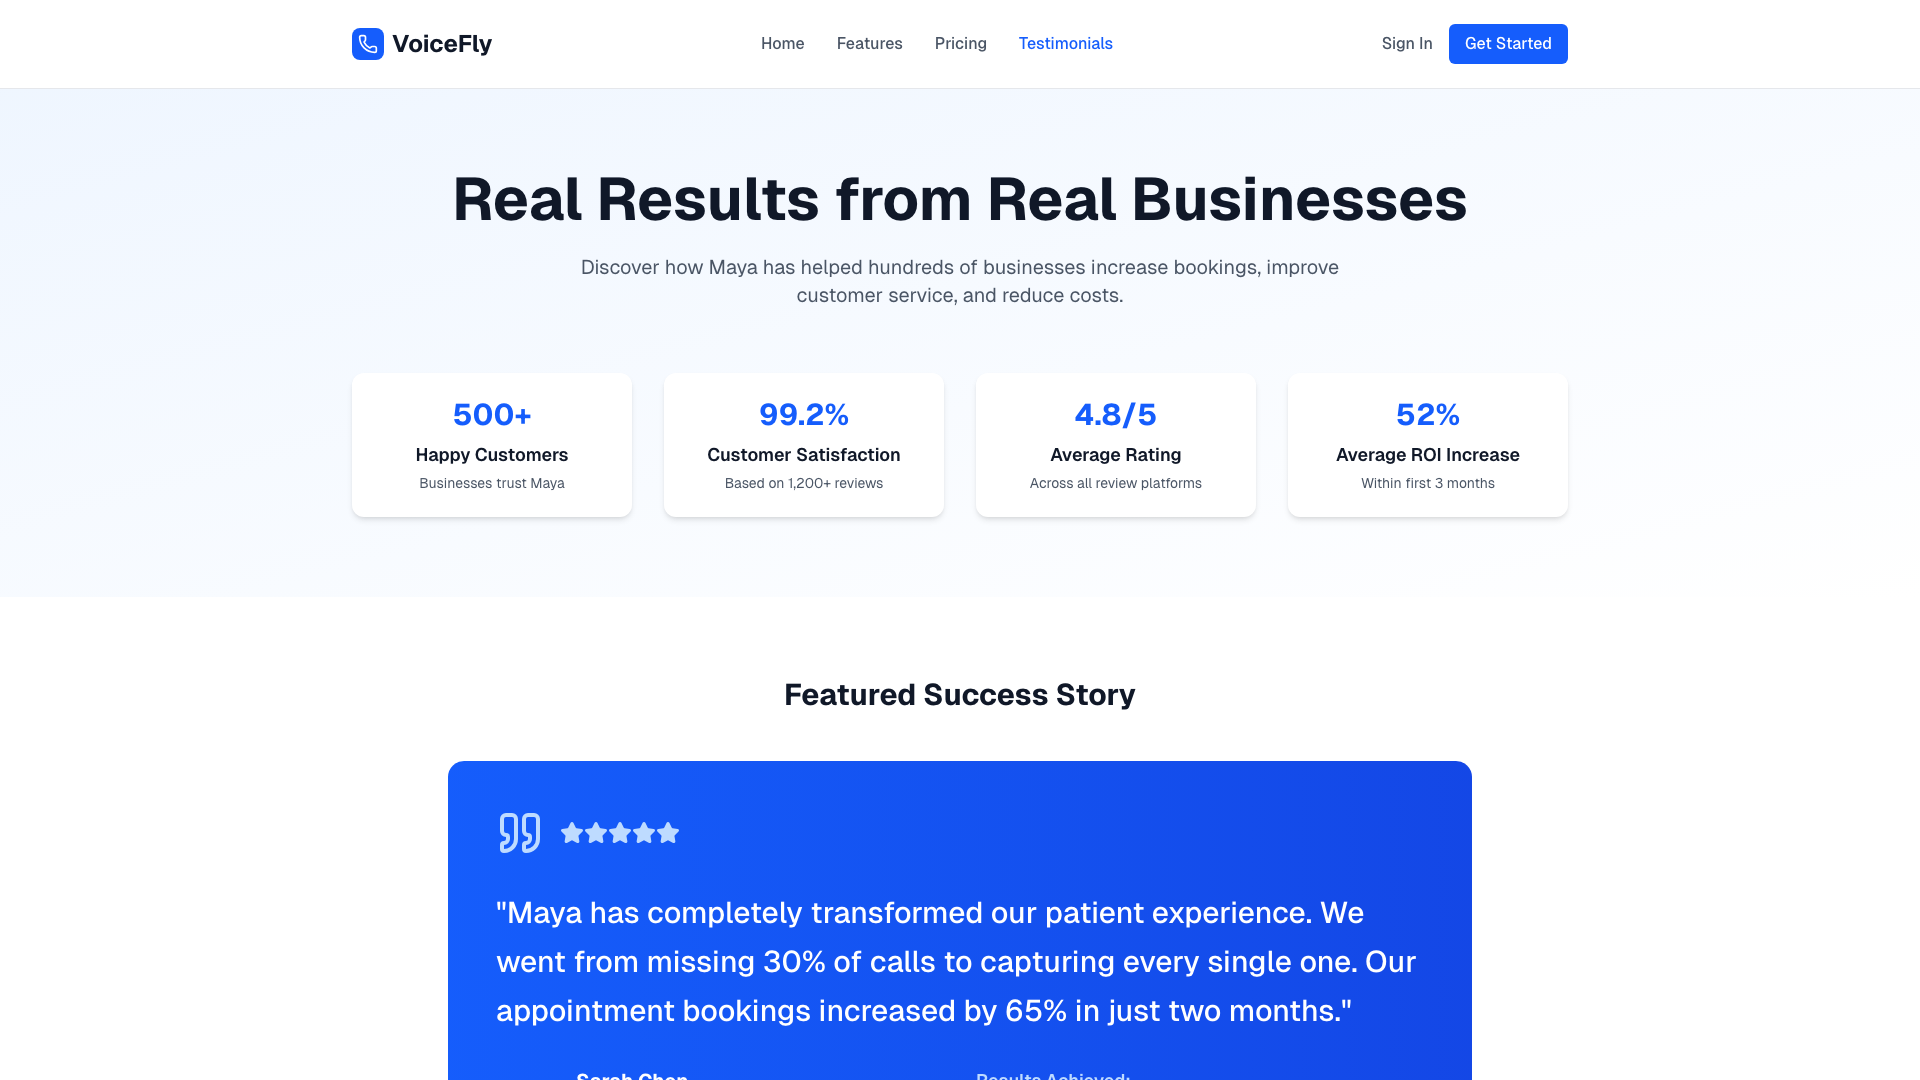 VoiceFly
Home
Features
Pricing
Testimonials
Sign In
Get Started
Real Results from Real Businesses
Discover how Maya has helped hundreds of businesses increase bookings, improve
customer service, and reduce costs.
500+
Happy Customers
Businesses trust Maya
99.2%
Customer Satisfaction
Based on 1,200+ reviews
4.8/5
Average Rating
Across all review platforms
52%
Average ROI Increase
Within first 3 months
Featured Success Story
"Maya has completely transformed our patient experience. We
went from missing 30% of calls to capturing every single one. Our
appointment bookings increased by 65% in just two months."
Sarah Chen
Results Achieved: